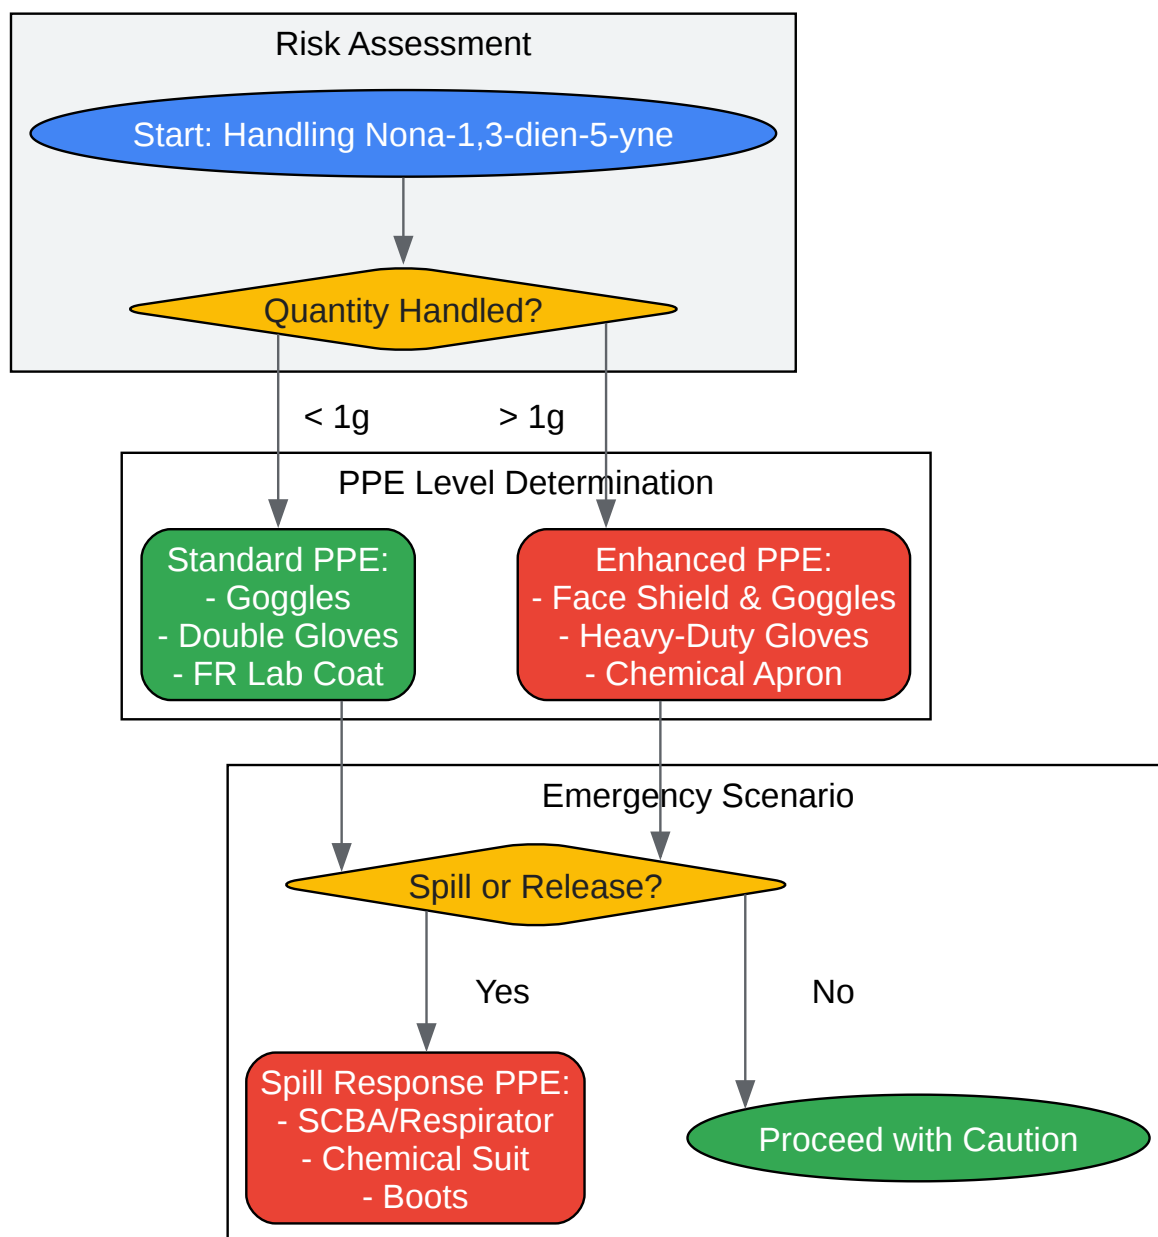 Risk Assessment
Start: Handling Nona-1,3-dien-5-yne
Quantity Handled?
< 1g
> 1g
PPE Level Determination
Standard PPE:
- Goggles
- Double Gloves
- FR Lab Coat
Enhanced PPE:
- Face Shield & Goggles
- Heavy-Duty Gloves
- Chemical Apron
Emergency Scenario
Spill or Release?
Yes
No
Spill Response PPE:
- SCBA/Respirator
- Chemical Suit
- Boots
Proceed with Caution